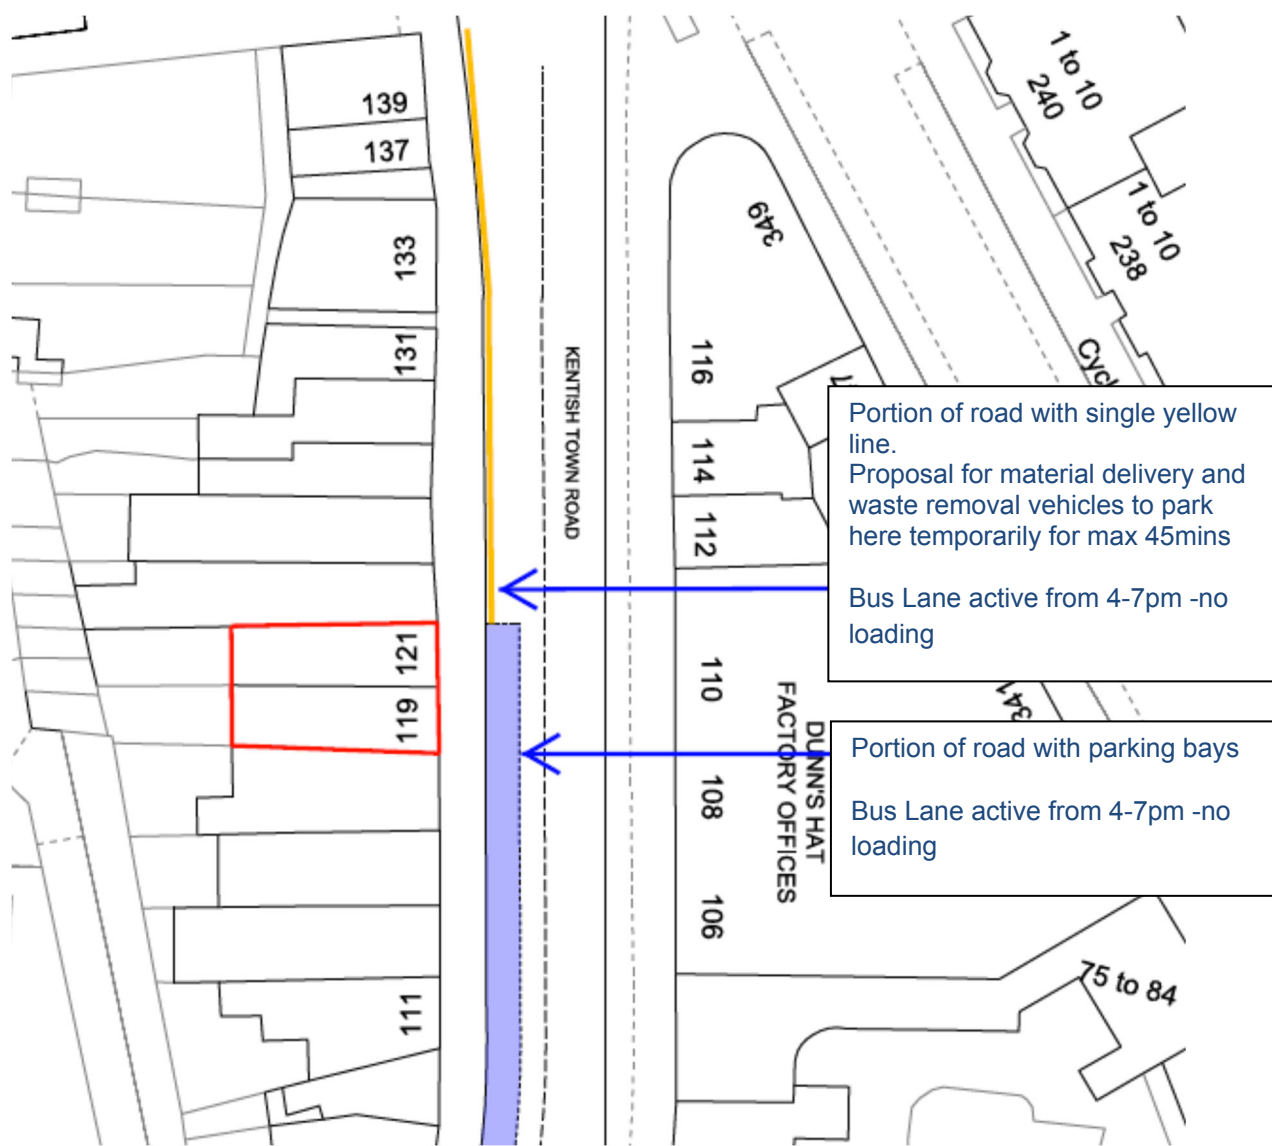 1 to 10
240
139
137
1 to 10
238
349
133
131
116
KENTISH TOWN ROAD
114
112
Portion of road with single yellow
line.
Proposal for material delivery and
waste removal vehicles to park
here temporarily for max 45mins
Bus Lane active from 4-7pm -no
loading
121
119
110
341
DUNN'S HAT
FACTORY OFFICES
Portion of road with parking bays
Bus Lane active from 4-7pm -no
loading
108
106
111
75 to 84